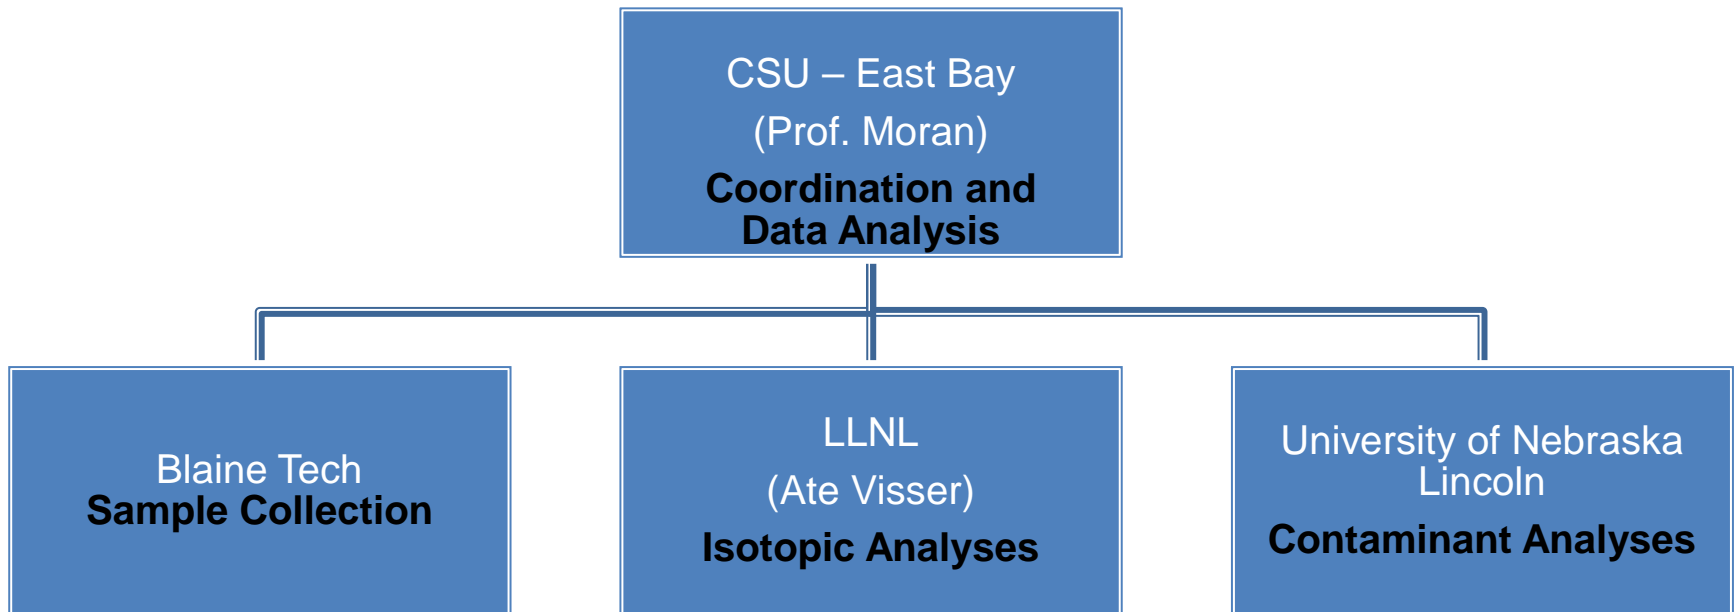 CSU – East Bay
(Prof. Moran)
Coordination and
Data Analysis
Blaine Tech
Sample Collection
LLNL
(Ate Visser)
Isotopic Analyses
University of Nebraska
Lincoln
Contaminant Analyses